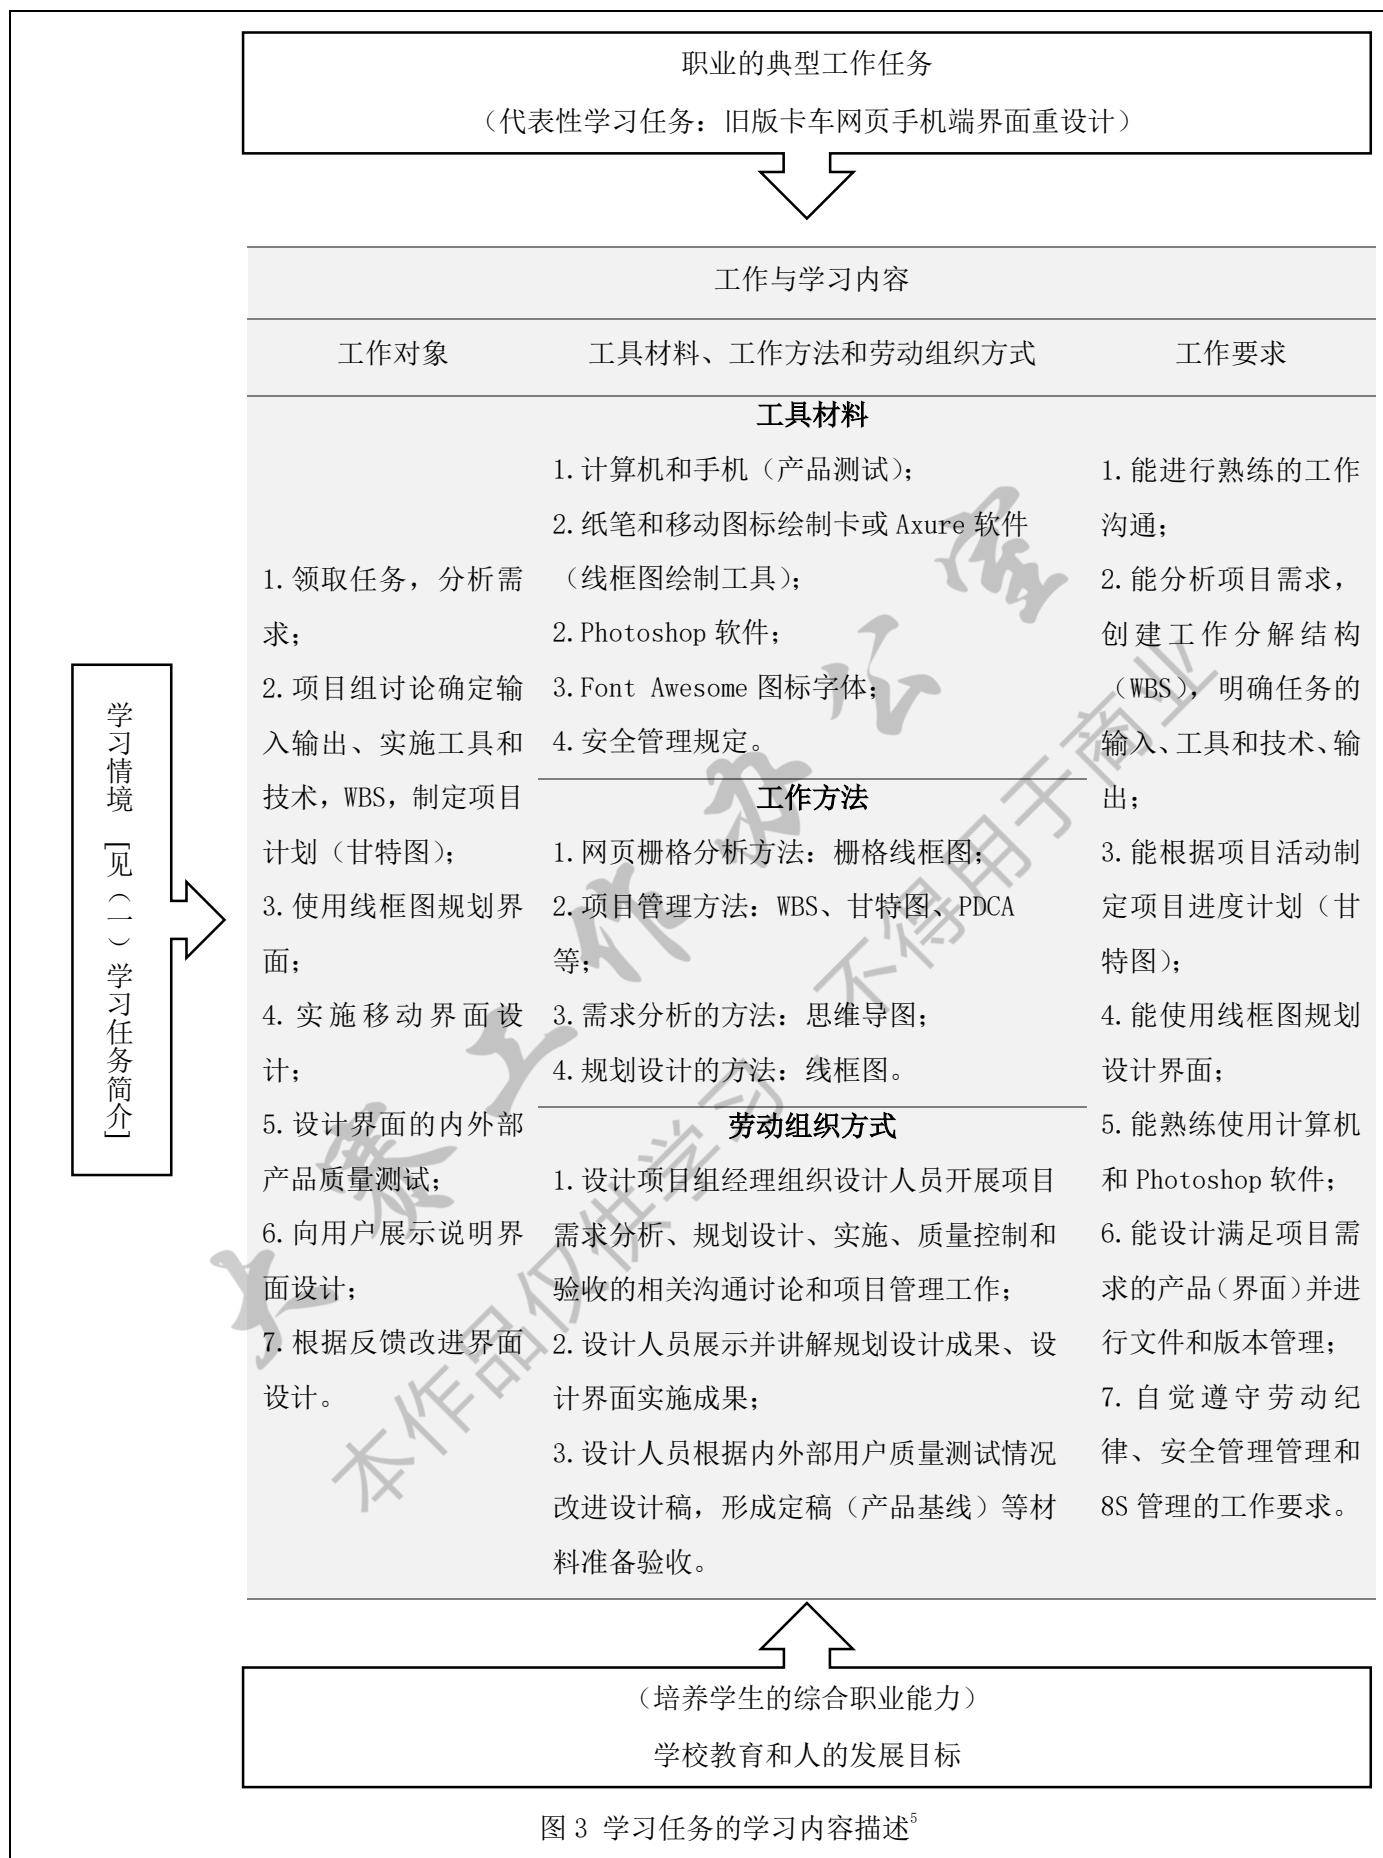 职业的典型工作任务
（代表性学习任务：旧版卡车网页手机端界面重设计）
工作与学习内容
工作对象
工具材料、工作方法和劳动组织方式
工作要求
学习情境［见（一）学习任务简介］
1.领取任务，分析需
求；
2.项目组讨论确定输
入输出、实施工具和
技术，WBS，制定项目
计划（甘特图）；
3.使用线框图规划界
面；
4.实施移动界面设
计；
5.设计界面的内外部
产品质量测试；
6.向用户展示说明界
面设计；
7.根据反馈改进界面
设计。
工具材料
1.计算机和手机（产品测试）；
2.纸笔和移动图标绘制卡或 Axure 软件
（线框图绘制工具）；
2.Photoshop 软件；
3.Font Awesome 图标字体；
4.安全管理规定。
工作方法
1.网页栅格分析方法：栅格线框图；
2.项目管理方法：WBS、甘特图、PDCA
等；
3.需求分析的方法：思维导图；
4.规划设计的方法：线框图。
劳动组织方式
1.设计项目组经理组织设计人员开展项目
需求分析、规划设计、实施、质量控制和
验收的相关沟通讨论和项目管理工作；
2.设计人员展示并讲解规划设计成果、设
计界面实施成果；
3.设计人员根据内外部用户质量测试情况
改进设计稿，形成定稿（产品基线）等材
料准备验收。
1.能进行熟练的工作
沟通；
2.能分析项目需求，
创建工作分解结构
（WBS），明确任务的
输入、工具和技术、输
出；
3.能根据项目活动制
定项目进度计划（甘
特图）；
4.能使用线框图规划
设计界面；
5.能熟练使用计算机
和 Photoshop 软件；
6.能设计满足项目需
求的产品（界面）并进
行文件和版本管理；
7.自觉遵守劳动纪
律、安全管理管理和
8S 管理的工作要求。
（培养学生的综合职业能力）
学校教育和人的发展目标
图 3 学习任务的学习内容描述5
大赛工作办公室
本作品仅供学习，不得用于商业